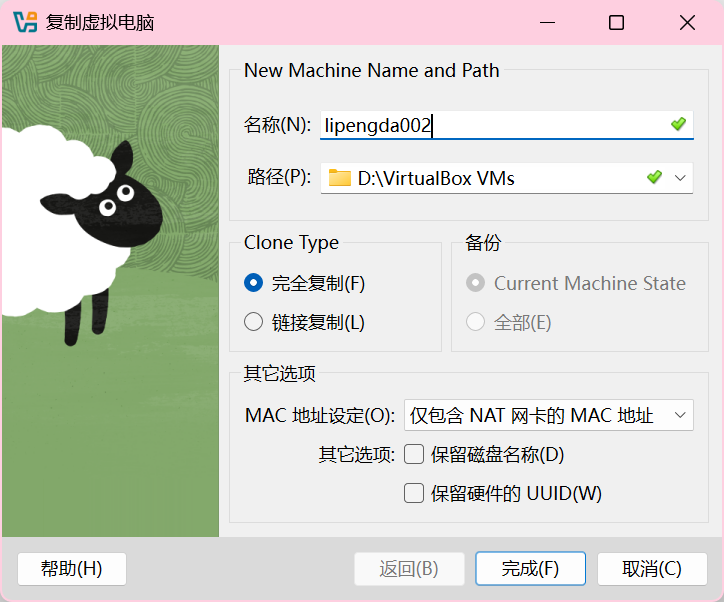 复制虚拟电脑
New Machine Name and Path
名称(N): lipengda002
路径(P): D:\VirtualBox VMs
Clone Type
完全复制(F)
链接复制(L)
备份
Current Machine State
全部(E)
其它选项
MAC 地址设定(O): 仅包含 NAT 网卡的 MAC 地址
其它选项: 保留磁盘名称(D)
保留硬件的 UUID(W)
帮助(H) 返回(B) 完成(F) 取消(C)